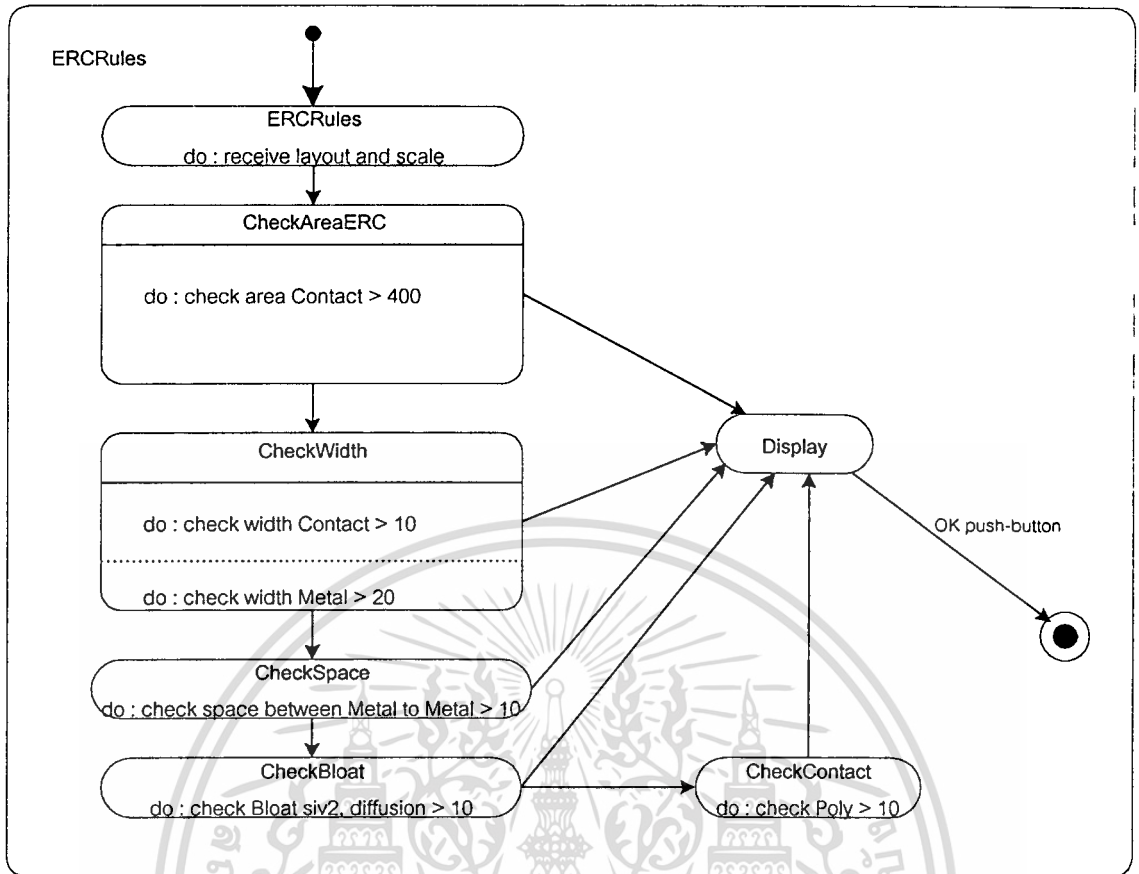 ERCRules
ERCRules
do : receive layout and scale
CheckAreaERC
do : check area Contact > 400
CheckWidth
do : check width Contact > 10
do : check width Metal > 20
Display
OK push-button
CheckSpace
do : check space between Metal to Metal > 10
CheckBloat
do : check Bloat siv2, diffusion > 10
CheckContact
do : check Poly > 10